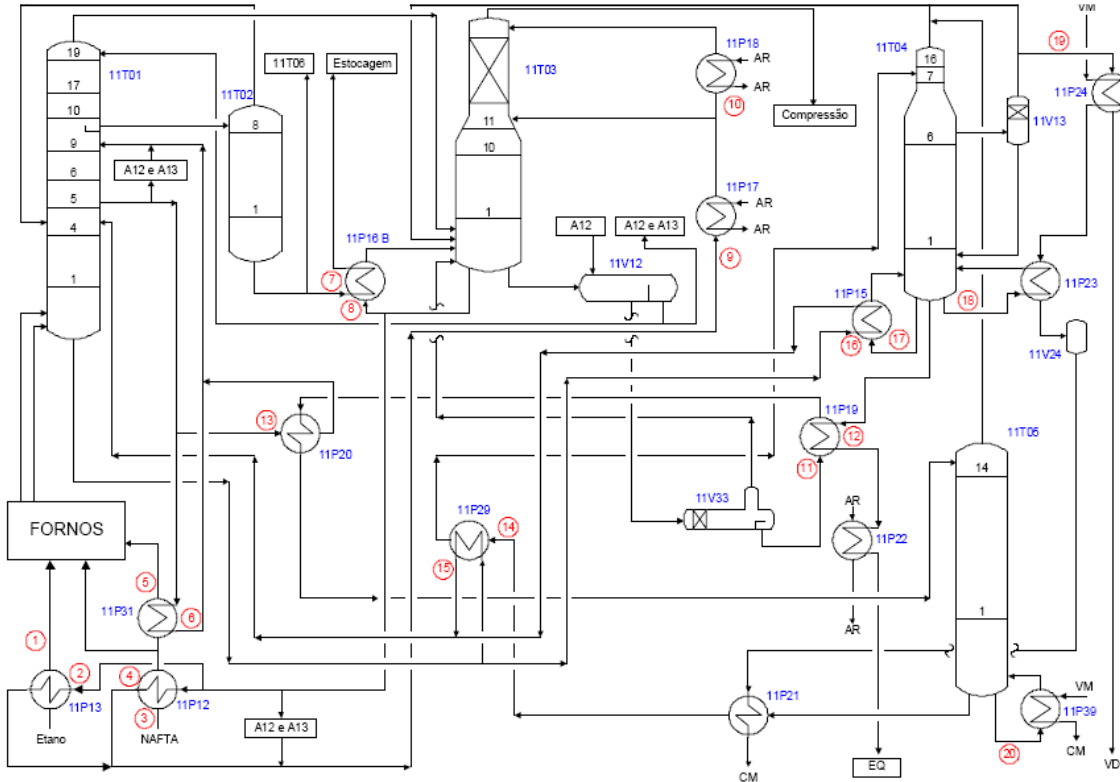 VM
19
11T01
17
10
9
A12 e A13
6
5
4
1
11T02
8
1
11T06
Estocagem
11P16 B
7
8
11T03
11
10
1
11P18
AR
AR
10
Compressão
11P17
AR
AR
9
A12
A12 e A13
11V12
11T04
16
7
6
1
19
11P24
11V13
11P23
18
11P15
16
17
11V24
13
11P20
11P19
12
11
11T05
14
1
11V33
AR
11P22
AR
11P29
14
15
FORNOS
5
11P31
6
1
2
4
3
11P13
11P12
Etano
NAFTA
A12 e A13
11P21
CM
EQ
VM
11P39
CM
20
VP